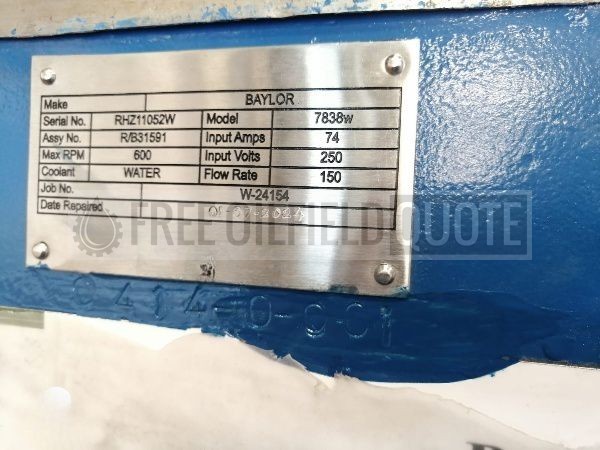 Make BAYLOR
Serial No. RHZ11052W Model 7838w
Assy No. R/B31591 Input Amps 74
Max RPM 600 Input Volts 250
Coolant WATER Flow Rate 150
Job No. W-24154
Date Repaired
FREE OILFIELD QUOTE